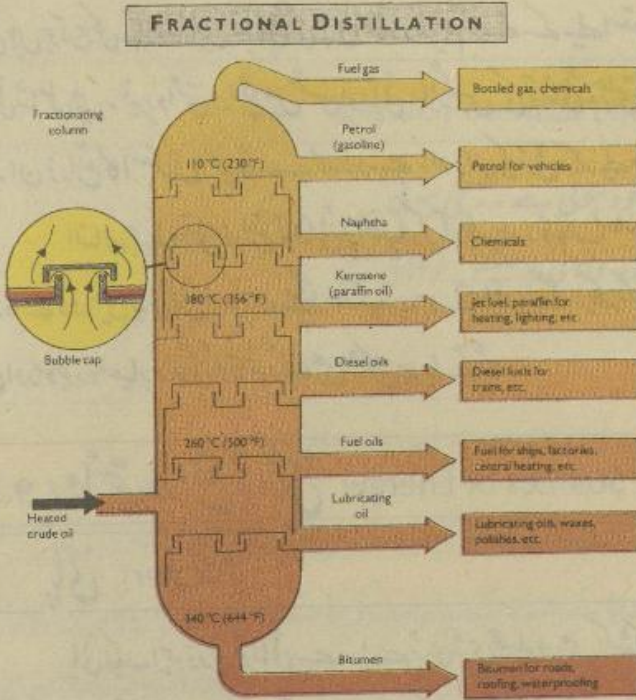 FRACTIONAL DISTILLATION
Fuel gas
Bottled gas, chemicals
Fractionating
column
Petrol
(gasoline)
110 °C (230 °F)
Petrol for vehicles
Naphtha
Chemicals
Kerosene
(paraffin oil)
180 °C (356 °F)
Jet fuel, paraffin for
heating, lighting, etc
Bubble cap
Diesel oils
Diesel fuels for
trains, etc.
260 °C (500 °F)
Fuel oils
Fuel for ships, factories,
central heating, etc
Heated
crude oil
Lubricating
oil
Lubricating oils, waxes,
polishes, etc.
340 °C (644 °F)
Bitumen
Bitumen for roads,
roofing, waterproofing